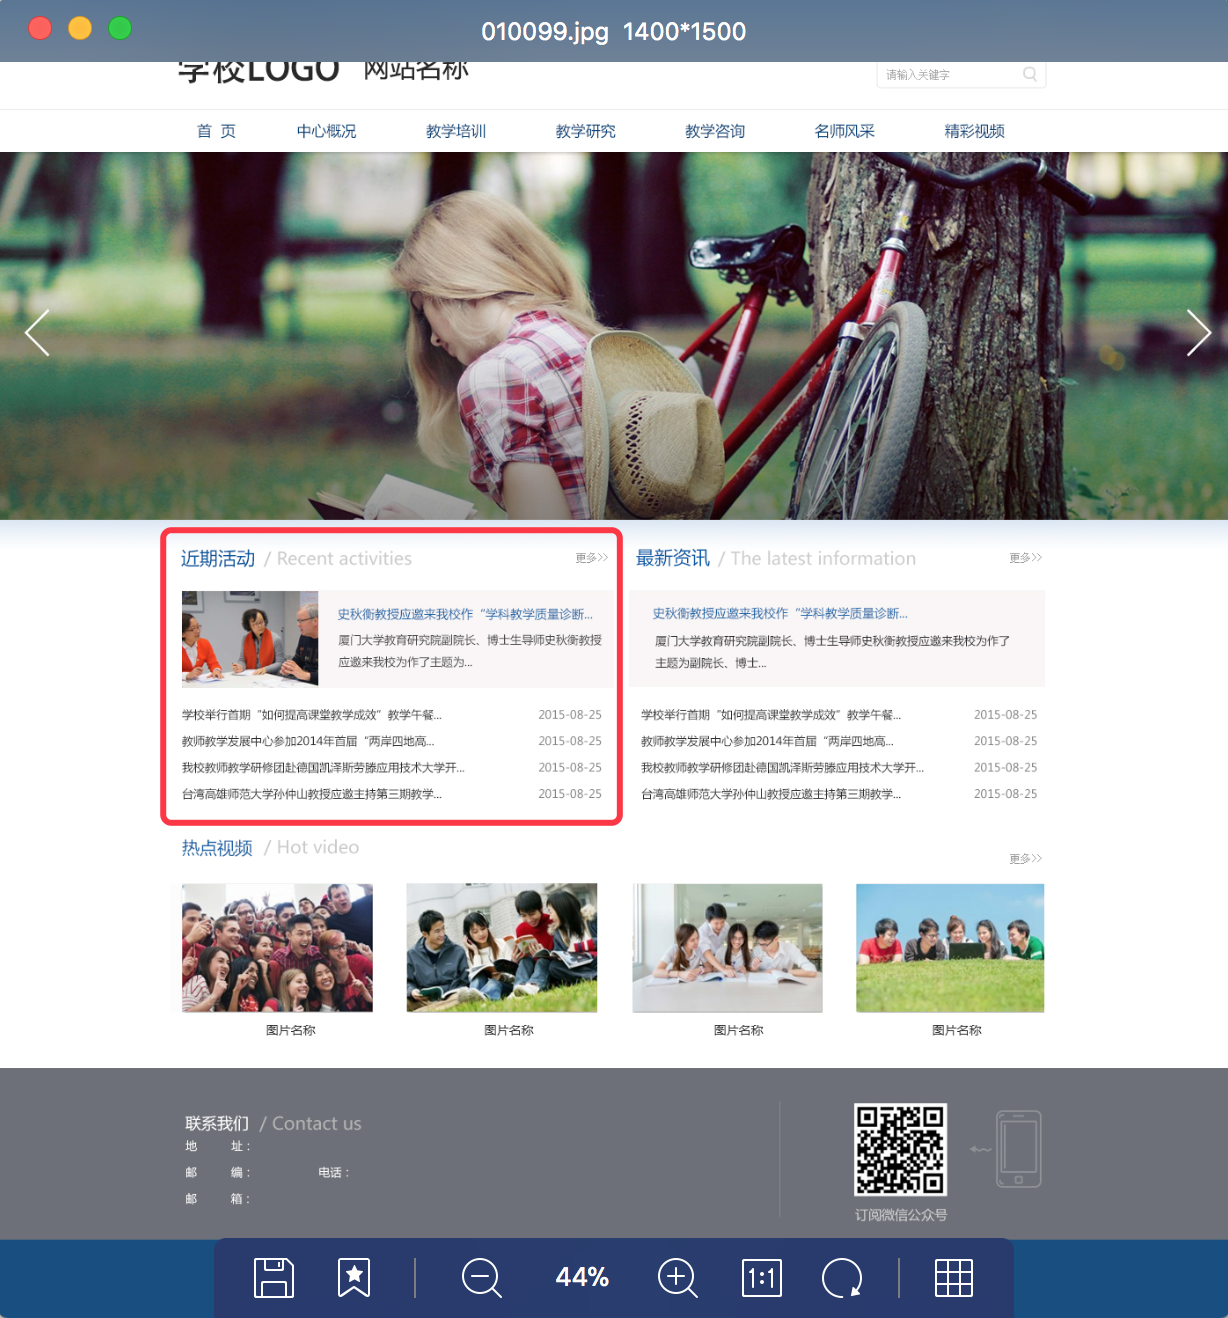 010099.jpg 1400*1500
学校LOGO 网站名称
请输入关键字
首 页 中心概况 教学培训 教学研究 教学咨询 名师风采 精彩视频
近期活动 / Recent activities 更多>>
史秋衡教授应邀来我校作“学科教学质量诊断...
厦门大学教育研究院副院长、博士生导师史秋衡教授
应邀来我校为作了主题为...
学校举行首期“如何提高课堂教学成效”教学午餐... 2015-08-25
教师教学发展中心参加2014年首届“两岸四地高... 2015-08-25
我校教师教学研修团赴德国凯泽斯劳滕应用技术大学开... 2015-08-25
台湾高雄师范大学孙仲山教授应邀主持第三期教学... 2015-08-25
最新资讯 / The latest information 更多>>
史秋衡教授应邀来我校作“学科教学质量诊断...
厦门大学教育研究院副院长、博士生导师史秋衡教授应邀来我校为作了
主题为副院长、博士...
学校举行首期“如何提高课堂教学成效”教学午餐... 2015-08-25
教师教学发展中心参加2014年首届“两岸四地高... 2015-08-25
我校教师教学研修团赴德国凯泽斯劳滕应用技术大学开... 2015-08-25
台湾高雄师范大学孙仲山教授应邀主持第三期教学... 2015-08-25
热点视频 / Hot video 更多>>
图片名称 图片名称 图片名称 图片名称
联系我们 / Contact us
地 址：
邮 编： 电话：
邮 箱：
订阅微信公众号
44%
1:1